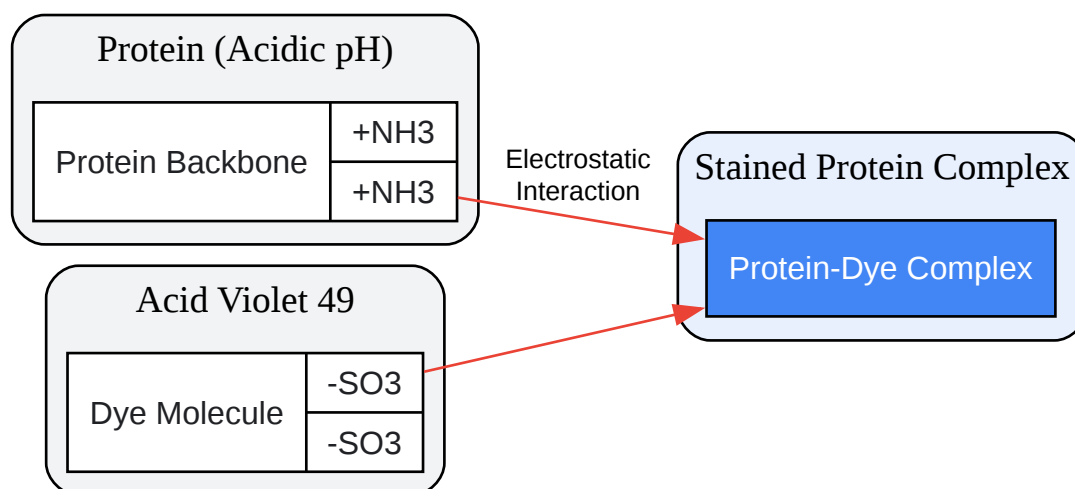 Protein (Acidic pH)
Protein Backbone
+NH3
+NH3
Electrostatic
Interaction
Stained Protein Complex
Protein-Dye Complex
Acid Violet 49
Dye Molecule
-SO3
-SO3